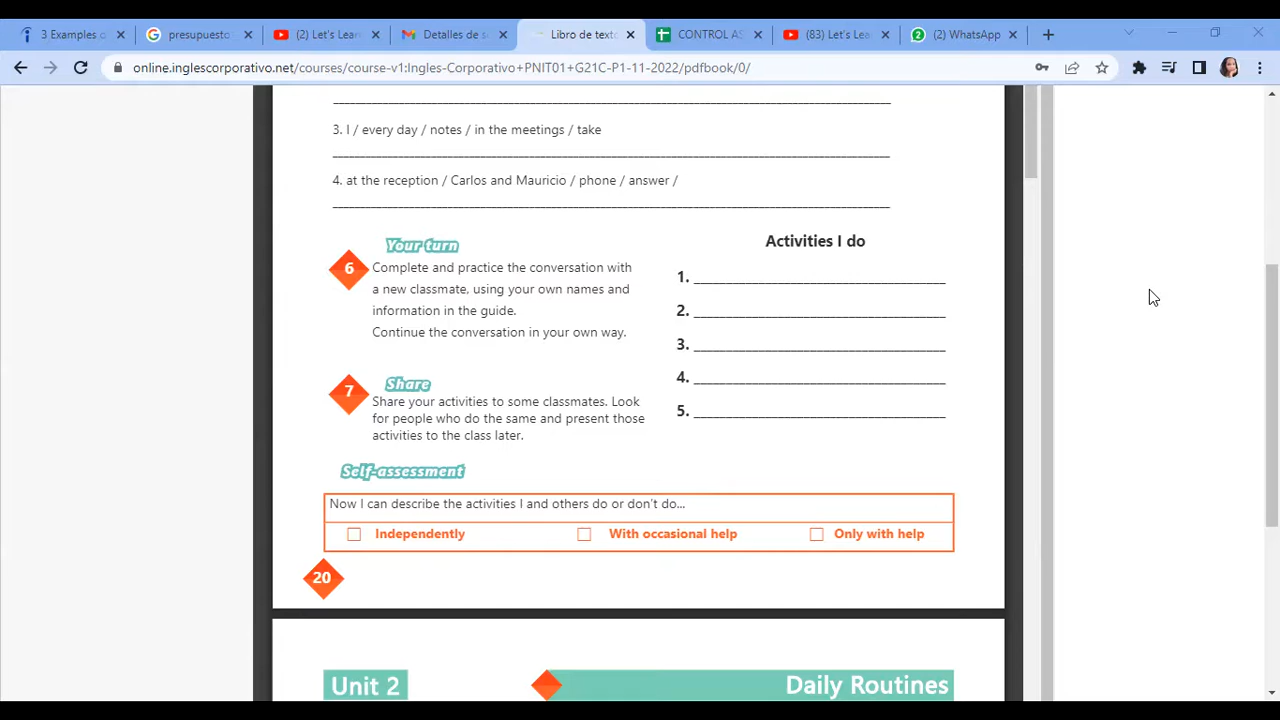 3 Examples o
presupuesto
(2) Let's Lear
Detalles de s
Libro de texto
CONTROL AS
(83) Let's Lea
(2) WhatsApp
online.inglescorporativo.net/courses/course-v1:Ingles-Corporativo+PNIT01+G21C-P1-11-2022/pdfbook/0/
3. I / every day / notes / in the meetings / take
4. at the reception / Carlos and Mauricio / phone / answer /
Your turn
6
Complete and practice the conversation with
a new classmate, using your own names and
information in the guide.
Continue the conversation in your own way.
7
Share
Share your activities to some classmates. Look
for people who do the same and present those
activities to the class later.
Activities I do
1.
2.
3.
4.
5.
Self-assessment
Now I can describe the activities I and others do or don't do...
Independently
With occasional help
Only with help
20
Unit 2
Daily Routines